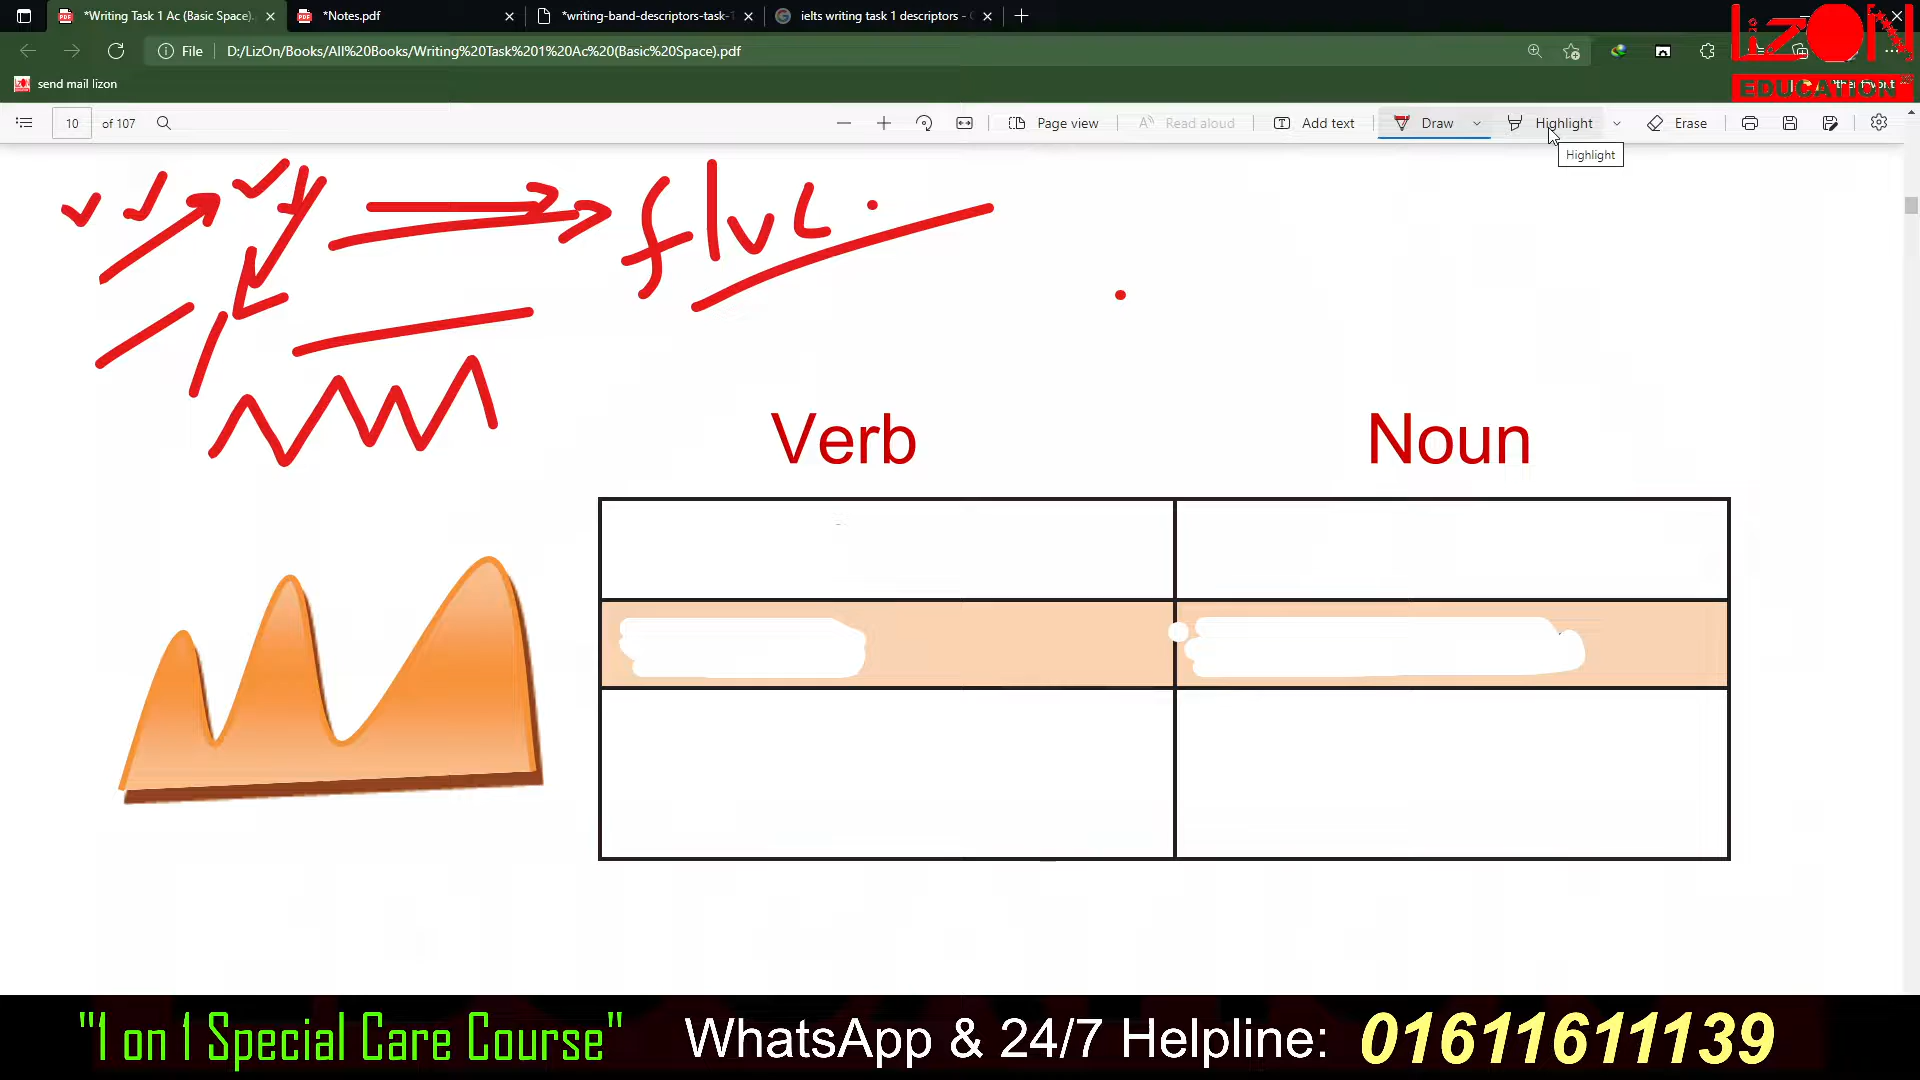 *Writing Task 1 Ac (Basic Space).
*Notes.pdf
*writing-band-descriptors-task-1
ielts writing task 1 descriptors -
File
D:/LizOn/Books/All%20Books/Writing%20Task%201%20Ac%20(Basic%20Space).pdf
send mail lizon
LizON
EDUCATION
10 of 107
Page view
Read aloud
Add text
Draw
Highlight
Erase
Highlight
fluc.
Verb
Noun
"1 on 1 Special Care Course"
WhatsApp & 24/7 Helpline:
01611611139